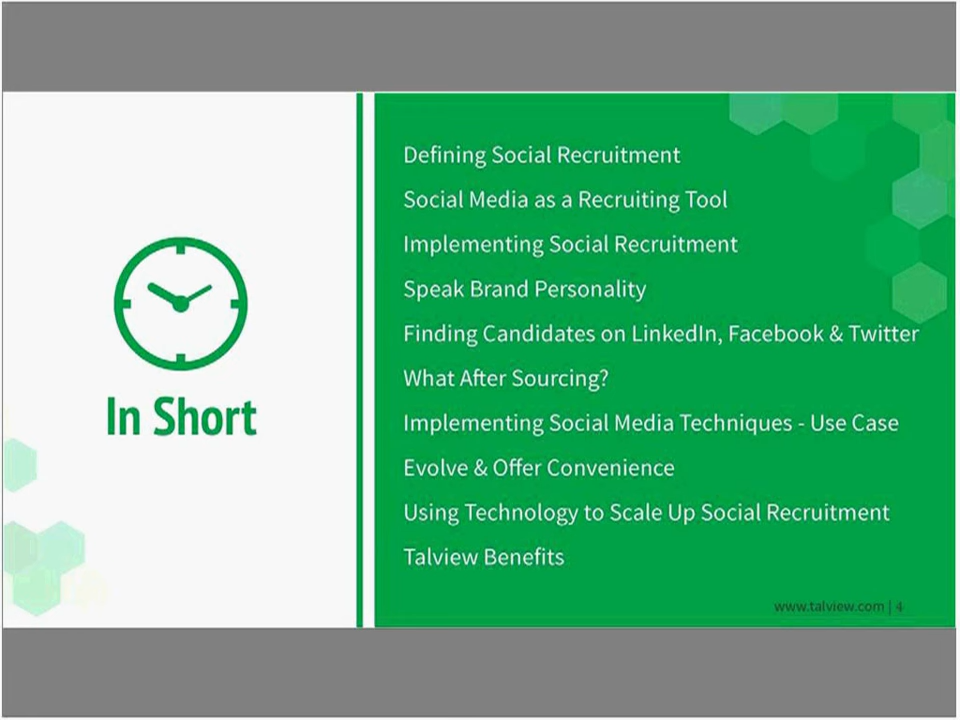 In Short
Defining Social Recruitment
Social Media as a Recruiting Tool
Implementing Social Recruitment
Speak Brand Personality
Finding Candidates on LinkedIn, Facebook & Twitter
What After Sourcing?
Implementing Social Media Techniques - Use Case
Evolve & Offer Convenience
Using Technology to Scale Up Social Recruitment
Talview Benefits
www.talview.com | 4